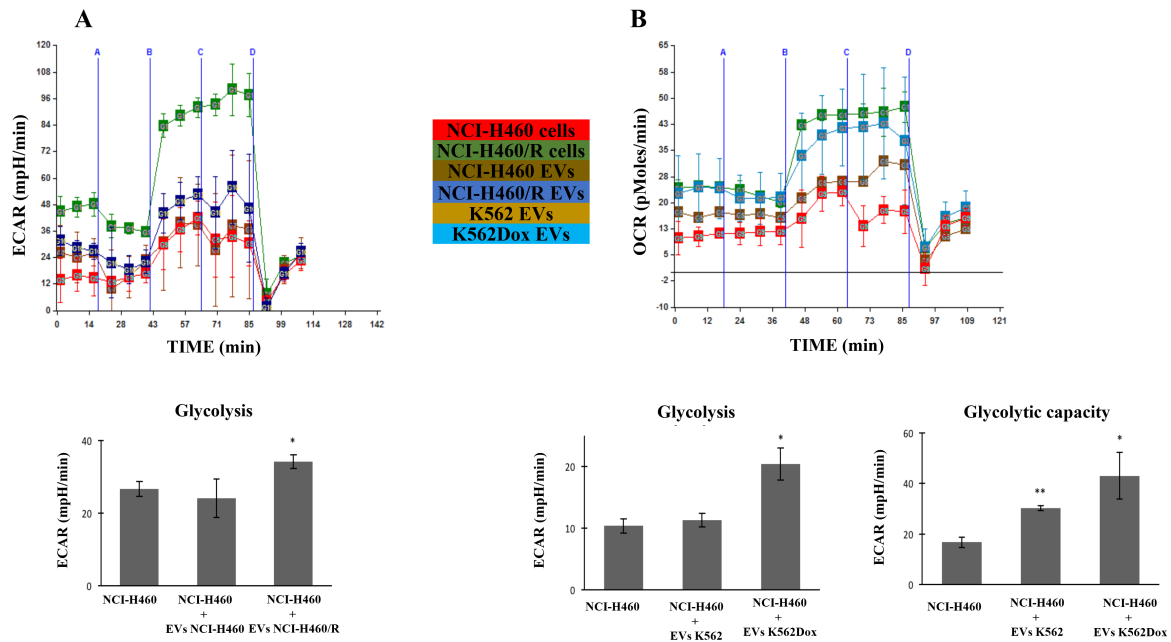 A
B
120
108
96
84
72
60
48
36
24
12
0
ECAR (mpH/min)
A
B
C
D
0
14
28
43
57
71
85
99
114
128
142
TIME (min)
NCI-H460 cells
NCI-H460/R cells
NCI-H460 EVs
NCI-H460/R EVs
K562 EVs
K562Dox EVs
65
58
51
43
36
28
21
13
5
-2
-10
OCR (pMoles/min)
A
B
C
D
1
12
24
36
48
60
73
85
97
109
121
TIME (min)
Glycolysis
40
20
0
ECAR (mpH/min)
*
NCI-H460
NCI-H460
+
EVs NCI-H460
NCI-H460
+
EVs NCI-H460/R
Glycolysis
20
10
0
ECAR (mpH/min)
*
NCI-H460
NCI-H460
+
EVs K562
NCI-H460
+
EVs K562Dox
Glycolytic capacity
60
40
20
0
ECAR (mpH/min)
**
*
NCI-H460
NCI-H460
+
EVs K562
NCI-H460
+
EVs K562Dox